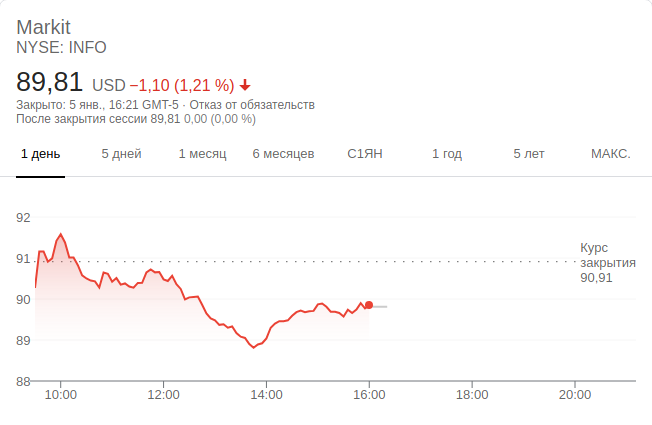 Markit
NYSE: INFO
89,81 USD −1,10 (1,21 %)
Закрыто: 5 янв., 16:21 GMT-5 · Отказ от обязательств
После закрытия сессии 89,81 0,00 (0,00 %)
1 день 5 дней 1 месяц 6 месяцев С1ЯН 1 год 5 лет МАКС.
92
91
90
89
88
Курс
закрытия
90,91
10:00 12:00 14:00 16:00 18:00 20:00